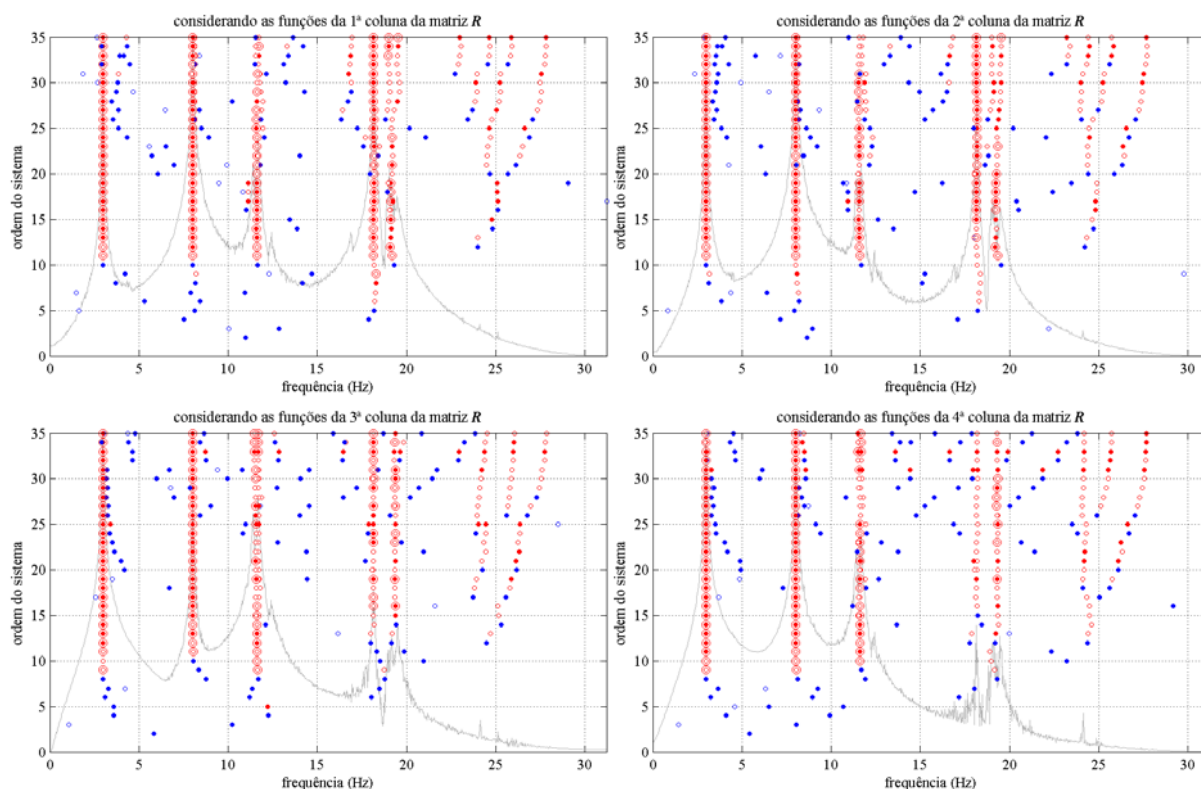 considerando as funções da 1ª coluna da matriz R
35
30
25
20
15
10
5
0
ordem do sistema
0 5 10 15 20 25 30
frequência (Hz)
considerando as funções da 2ª coluna da matriz R
35
30
25
20
15
10
5
0
ordem do sistema
0 5 10 15 20 25 30
frequência (Hz)
considerando as funções da 3ª coluna da matriz R
35
30
25
20
15
10
5
0
ordem do sistema
0 5 10 15 20 25 30
frequência (Hz)
considerando as funções da 4ª coluna da matriz R
35
30
25
20
15
10
5
0
ordem do sistema
0 5 10 15 20 25 30
frequência (Hz)